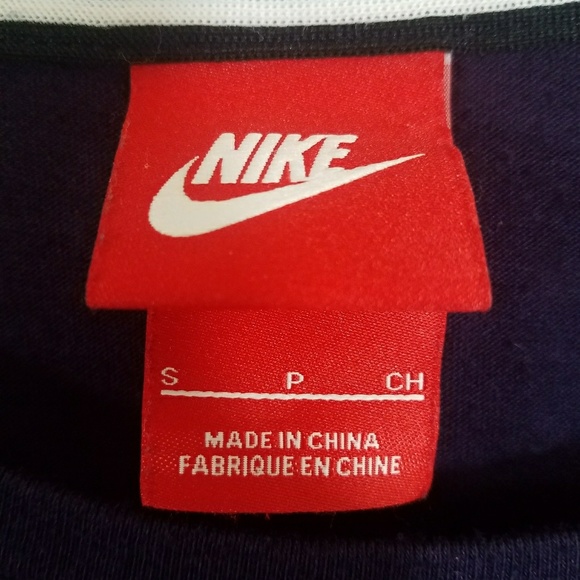 NIKE
S P CH
MADE IN CHINA
FABRIQUE EN CHINE